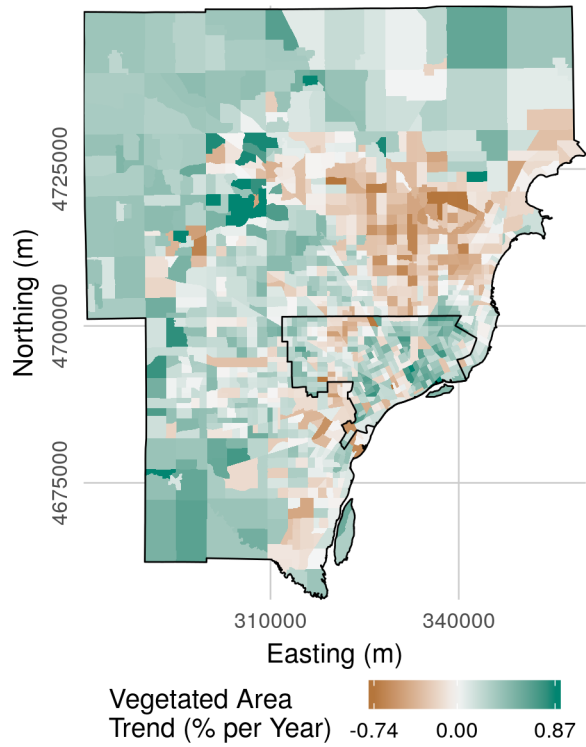 Northing (m)
4725000
4700000
4675000
310000 340000
Easting (m)
Vegetated Area
Trend (% per Year)
-0.74 0.00 0.87